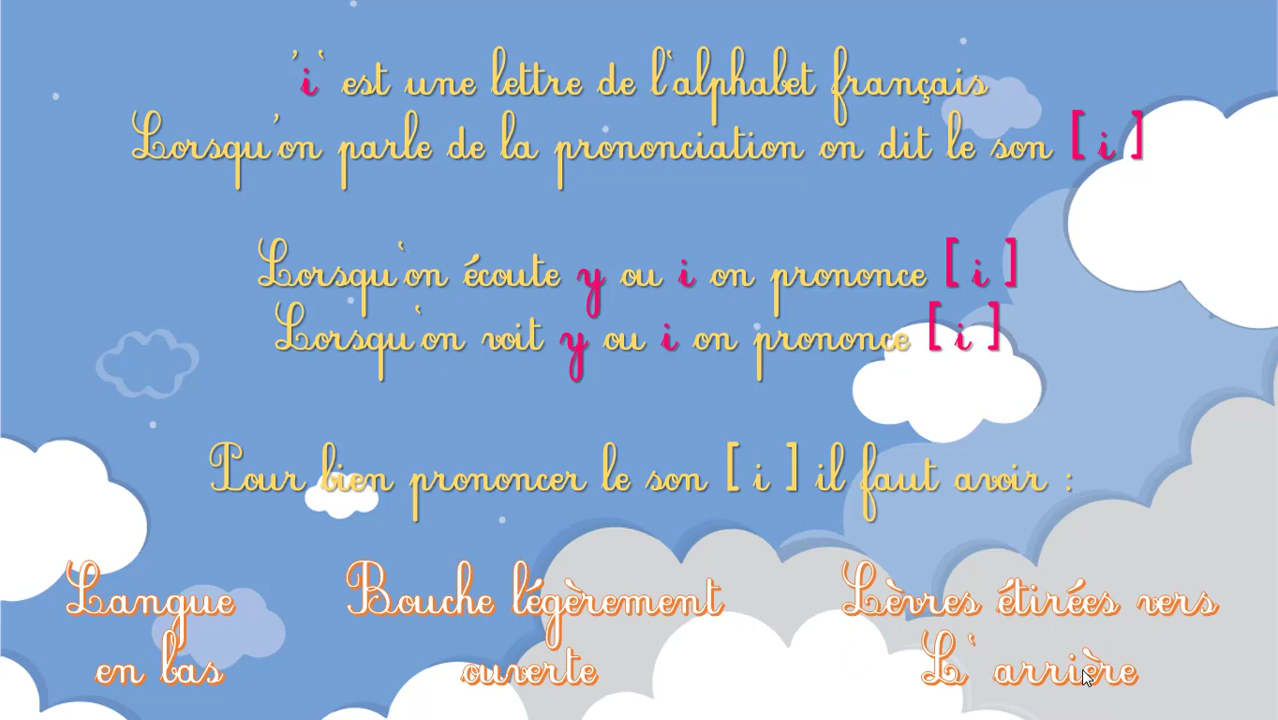 'i' est une lettre de l'alphabet français
Lorsqu'on parle de la prononciation on dit le son [ i ]
Lorsqu'on écoute y ou i on prononce [ i ]
Lorsqu'on voit y ou i on prononce [ i ]
Pour bien prononcer le son [ i ] il faut avoir :
Langue
en bas
Bouche légèrement
ouverte
Lèvres étirées vers
L' arrière